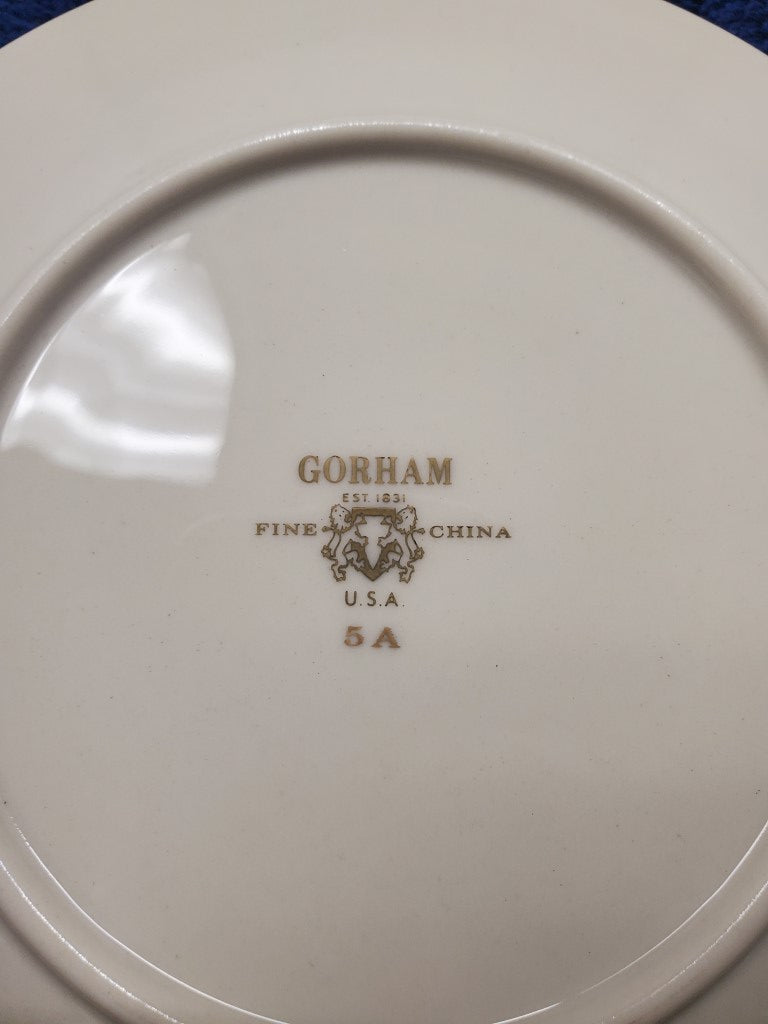 GORHAM
EST. 1831
FINE CHINA
U.S.A.
5A